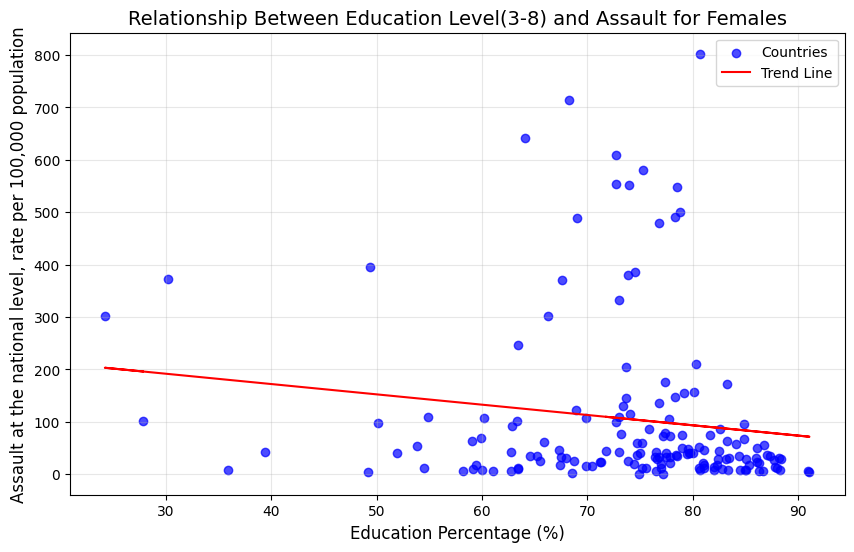 Relationship Between Education Level(3-8) and Assault for Females
Assault at the national level, rate per 100,000 population
800
700
600
500
400
300
200
100
0
Countries
Trend Line
30 40 50 60 70 80 90
Education Percentage (%)